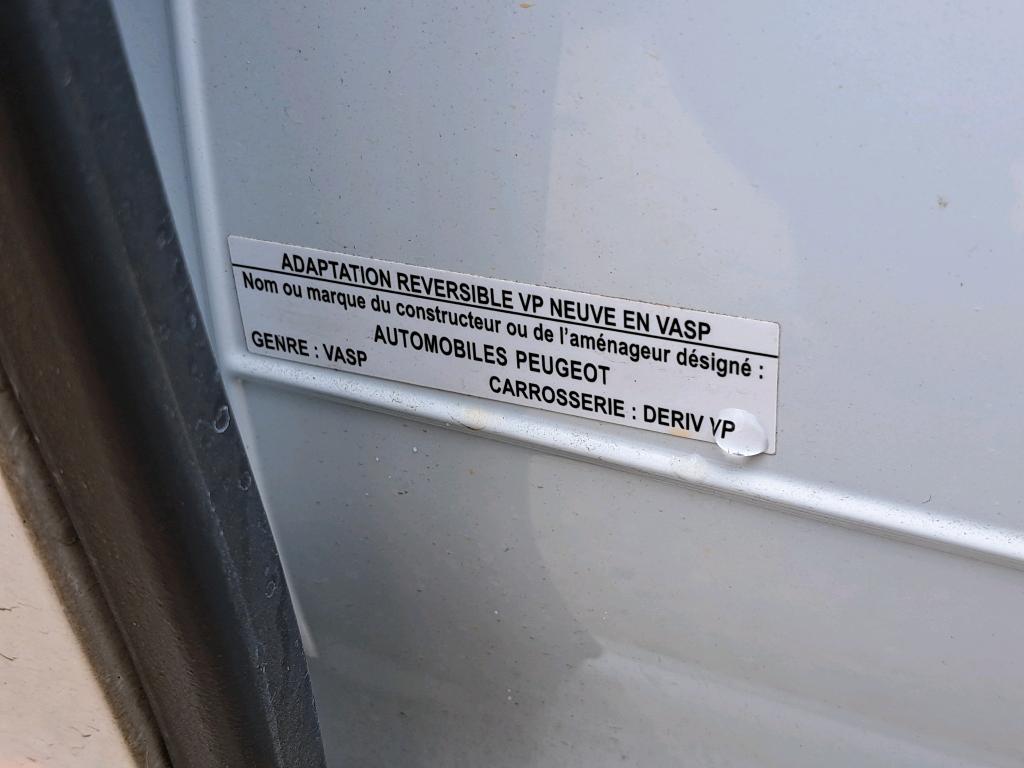 ADAPTATION REVERSIBLE VP NEUVE EN VASP
Nom ou marque du constructeur ou de l'aménageur désigné :
AUTOMOBILES PEUGEOT
GENRE : VASP
CARROSSERIE : DERIV VP